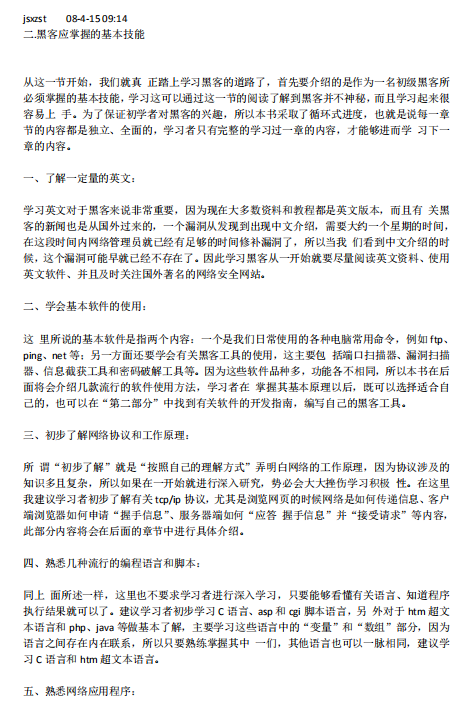 jsxzst 08-4-15 09:14
二.黑客应掌握的基本技能
从这一节开始，我们就真 正踏上学习黑客的道路了，首先要介绍的是作为一名初级黑客所
必须掌握的基本技能，学习这可以通过这一节的阅读了解到黑客并不神秘，而且学习起来很
容易上 手。为了保证初学者对黑客的兴趣，所以本书采取了循环式进度，也就是说每一章
节的内容都是独立、全面的，学习者只有完整的学习过一章的内容，才能够进而学 习下一
章的内容。
一、了解一定量的英文：
学习英文对于黑客来说非常重要，因为现在大多数资料和教程都是英文版本，而且有 关黑
客的新闻也是从国外过来的，一个漏洞从发现到出现中文介绍，需要大约一个星期的时间，
在这段时间内网络管理员就已经有足够的时间修补漏洞了，所以当我 们看到中文介绍的时
候，这个漏洞可能早就已经不存在了。因此学习黑客从一开始就要尽量阅读英文资料、使用
英文软件、并且及时关注国外著名的网络安全网站。
二、学会基本软件的使用：
这 里所说的基本软件是指两个内容：一个是我们日常使用的各种电脑常用命令，例如 ftp、
ping、net 等；另一方面还要学会有关黑客工具的使用，这主要包 括端口扫描器、漏洞扫描
器、信息截获工具和密码破解工具等。因为这些软件品种多，功能各不相同，所以本书在后
面将会介绍几款流行的软件使用方法，学习者在 掌握其基本原理以后，既可以选择适合自
己的，也可以在“第二部分”中找到有关软件的开发指南，编写自己的黑客工具。
三、初步了解网络协议和工作原理：
所 谓“初步了解”就是“按照自己的理解方式”弄明白网络的工作原理，因为协议涉及的
知识多且复杂，所以如果在一开始就进行深入研究，势必会大大挫伤学习积极 性。在这里
我建议学习者初步了解有关 tcp/ip 协议，尤其是浏览网页的时候网络是如何传递信息、客户
端浏览器如何申请“握手信息”、服务器端如何“应答 握手信息”并“接受请求”等内容，
此部分内容将会在后面的章节中进行具体介绍。
四、熟悉几种流行的编程语言和脚本：
同上 面所述一样，这里也不要求学习者进行深入学习，只要能够看懂有关语言、知道程序
执行结果就可以了。建议学习者初步学习 C 语言、asp 和 cgi 脚本语言，另 外对于 htm 超文
本语言和 php、java 等做基本了解，主要学习这些语言中的“变量”和“数组”部分，因为
语言之间存在内在联系，所以只要熟练掌握其中 一们，其他语言也可以一脉相同，建议学
习 C 语言和 htm 超文本语言。
五、熟悉网络应用程序：